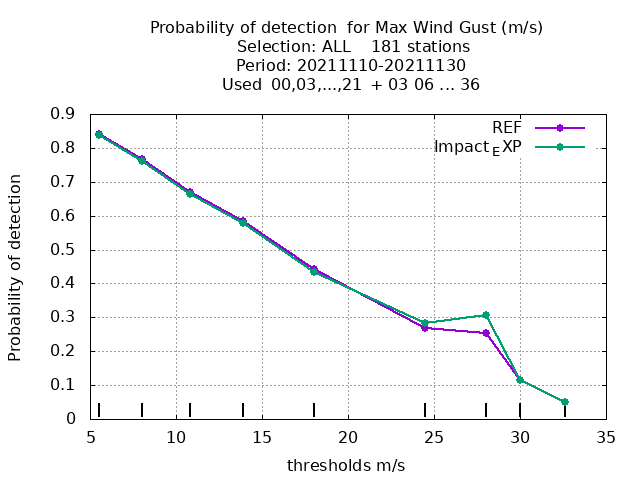 Probability of detection  for Max Wind Gust (m/s)
Selection: ALL    181 stations
Period: 20211110-20211130
Used  00,03,...,21  + 03 06 ... 36
REF
Impact_EXP
Probability of detection
0.9
0.8
0.7
0.6
0.5
0.4
0.3
0.2
0.1
0
5 10 15 20 25 30 35
thresholds m/s